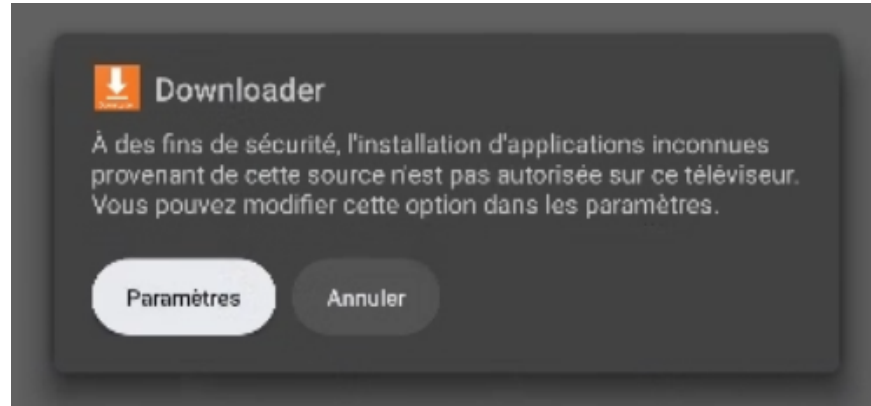 Downloader
À des fins de sécurité, l'installation d'applications inconnues
provenant de cette source n'est pas autorisée sur ce téléviseur.
Vous pouvez modifier cette option dans les paramètres.
Paramètres
Annuler